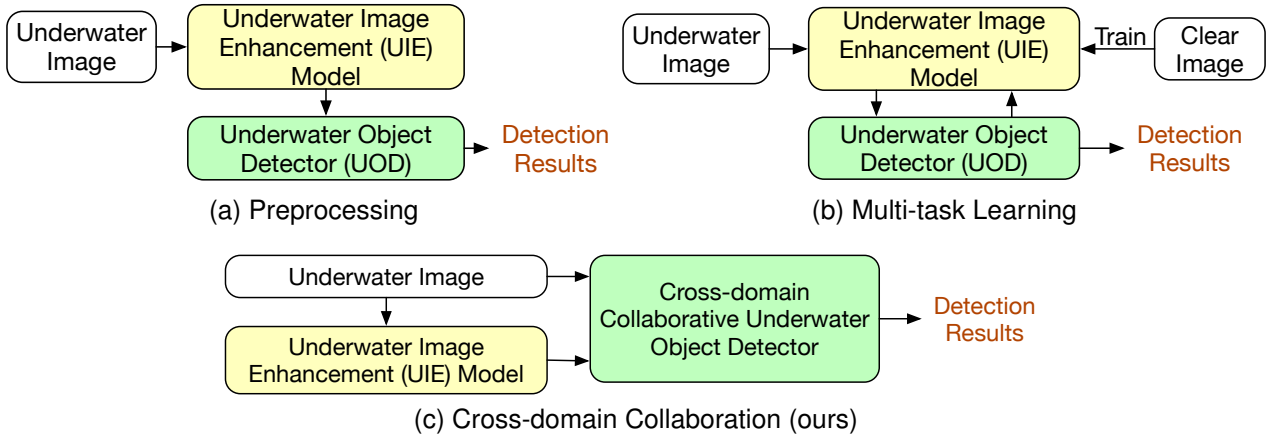 Underwater
Image
Underwater Image
Enhancement (UIE)
Model
Underwater Object
Detector (UOD)
Detection
Results
(a) Preprocessing
Underwater
Image
Underwater Image
Enhancement (UIE)
Model
Train
Clear
Image
Underwater Object
Detector (UOD)
Detection
Results
(b) Multi-task Learning
Underwater Image
Underwater Image
Enhancement (UIE) Model
Cross-domain
Collaborative Underwater
Object Detector
Detection
Results
(c) Cross-domain Collaboration (ours)